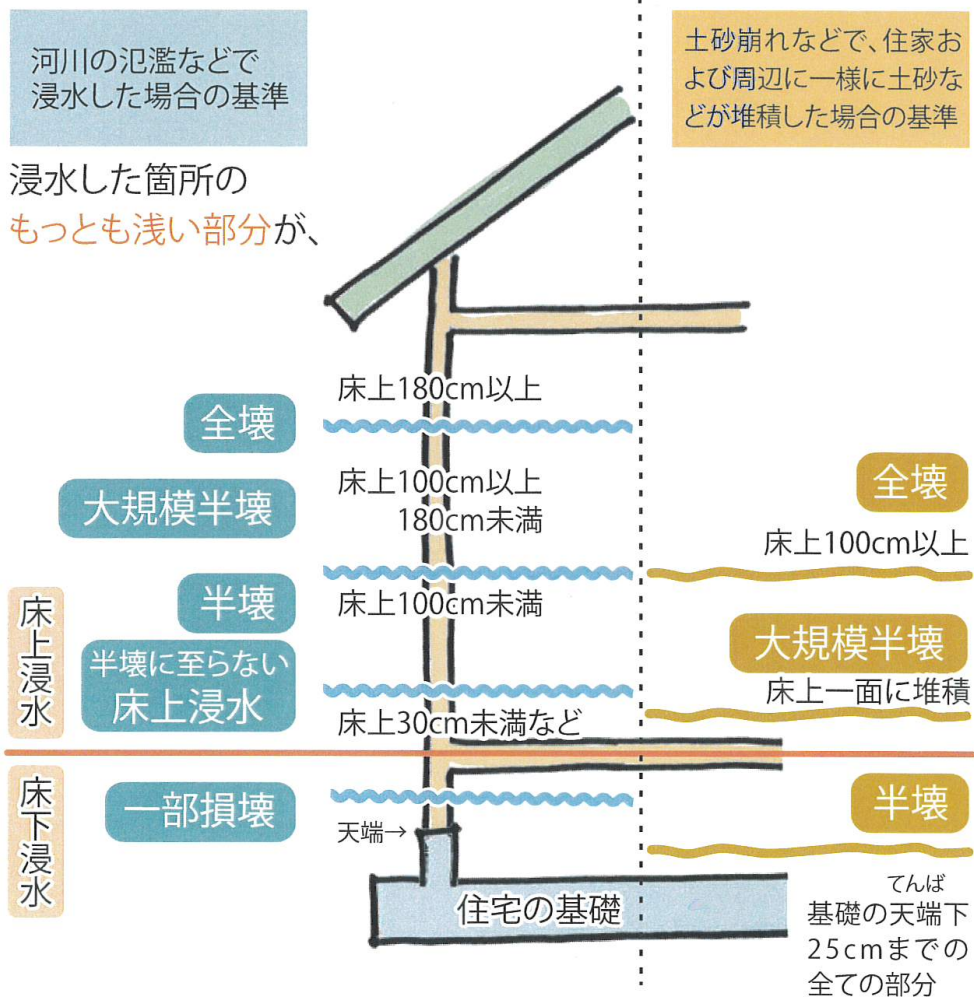 河川の氾濫などで
浸水した場合の基準
土砂崩れなどで、住家お
よび周辺に一様に土砂な
どが堆積した場合の基準
浸水した箇所の
もっとも浅い部分が、
床上180cm以上
全壊
床上100cm以上
180cm未満
大規模半壊
全壊
床上100cm以上
床上100cm未満
半壊
床上浸水
半壊に至らない
床上浸水
大規模半壊
床上一面に堆積
床上30cm未満など
床下浸水
一部損壊
半壊
天端→
住宅の基礎
てんば
基礎の天端下
25cmまでの
全ての部分